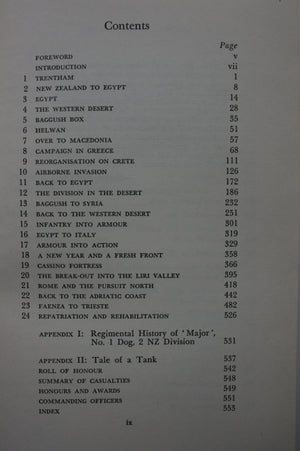 Contents
Page
FOREWORD v
INTRODUCTION vii
1 TRENTHAM 1
2 NEW ZEALAND TO EGYPT 8
3 EGYPT 14
4 THE WESTERN DESERT 28
5 BAGGUSH BOX 35
6 HELWAN 51
7 OVER TO MACEDONIA 57
8 CAMPAIGN IN GREECE 68
9 REORGANISATION ON CRETE 111
10 AIRBORNE INVASION 126
11 BACK TO EGYPT 172
12 THE DIVISION IN THE DESERT 186
13 BAGGUSH TO SYRIA 232
14 BACK TO THE WESTERN DESERT 251
15 INFANTRY INTO ARMOUR 301
16 EGYPT TO ITALY 319
17 ARMOUR INTO ACTION 329
18 A NEW YEAR AND A FRESH FRONT 358
19 CASSINO FORTRESS 366
20 THE BREAK-OUT INTO THE LIRI VALLEY 395
21 ROME AND THE PURSUIT NORTH 418
22 BACK TO THE ADRIATIC COAST 442
23 FAENZA TO TRIESTE 482
24 REPATRIATION AND REHABILITATION 526
APPENDIX I: Regimental History of 'Major',
No. 1 Dog, 2 NZ Division 531
APPENDIX II: Tale of a Tank 537
ROLL OF HONOUR 542
SUMMARY OF CASUALTIES 548
HONOURS AND AWARDS 549
COMMANDING OFFICERS 551
INDEX 553
ix